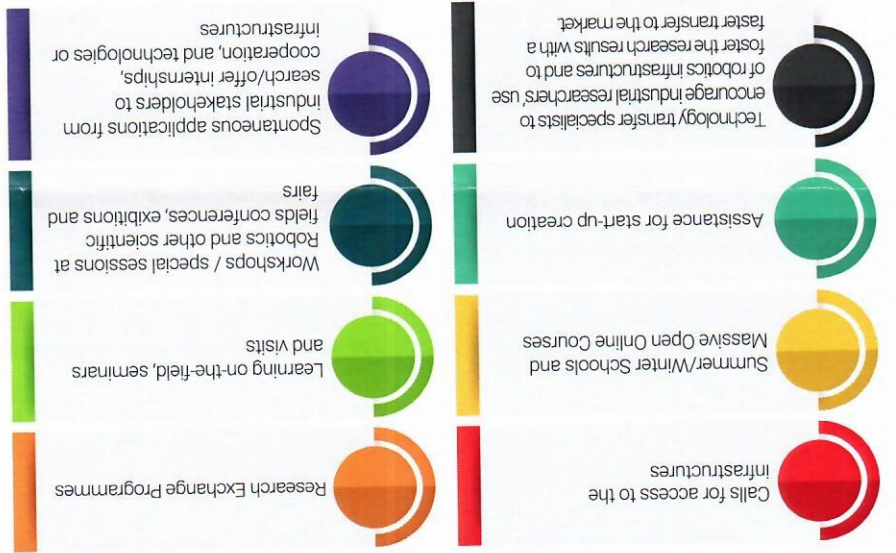 Calls for access to the
infrastructures
Research Exchange Programmes
Summer/Winter Schools and
Massive Open Online Courses
Learning on-the-field, seminars
and visits
Assistance for start-up creation
Workshops / special sessions at
Robotics and other scientific
fields conferences, exibitions and
fairs
Technology transfer specialists to
encourage industrial researchers' use
of robotics infrastructures and to
foster the research results with a
faster transfer to the market.
Spontaneous applications from
industrial stakeholders to
search/offer internships,
cooperation, and technologies or
infrastructures